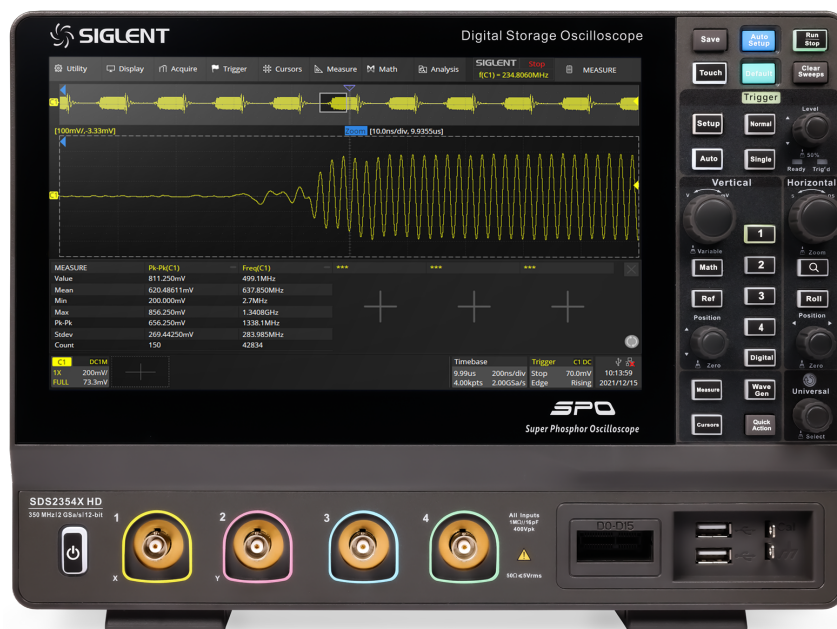 SIGLENT
Digital Storage Oscilloscope
Utility Display Acquire Trigger Cursors Measure Math Analysis
SIGLENT Stop
f(C1) = 234.8060MHz
MEASURE
C1
[100mV/,-3.33mV]
Zoom [10.0ns/div, 9.9355us]
C1
MEASURE Pk-Pk(C1) Freq(C1) *** *** ***
Value 811.250mV 499.1MHz
Mean 620.48611mV 637.850MHz
Min 200.000mV 2.7MHz
Max 856.250mV 1.3408GHz
Pk-Pk 656.250mV 1338.1MHz
Stdev 269.44250mV 283.985MHz
Count 150 42834
C1 DC1M
1X 200mV/
FULL 73.3mV
Timebase
9.99us 200ns/div
4.00kpts 2.00GSa/s
Trigger C1 DC
Stop 70.0mV
Edge Rising
10:13:59
2021/12/15
SPO
Super Phosphor Oscilloscope
Save
Auto Setup
Run Stop
Touch
Default
Clear Sweeps
Trigger
Setup
Normal
Level
50%
Auto
Single
Ready Trig'd
Vertical
Horizontal
V mV
s ns
Variable
Zoom
1
Math
2
Ref
3
Roll
Position
Position
4
Zero
Digital
Zero
Measure
Wave Gen
Universal
Cursors
Quick Action
Select
SDS2354X HD
350 MHz 2 GSa/s 12-bit
1
X
2
Y
3
4
All Inputs
1MΩ//16pF
400Vpk
50Ω ≤5Vrms
D0-D15